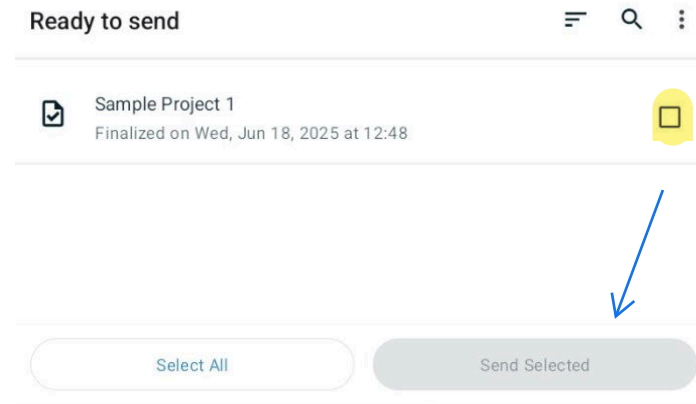 Ready to send
Sample Project 1
Finalized on Wed, Jun 18, 2025 at 12:48
Select All
Send Selected